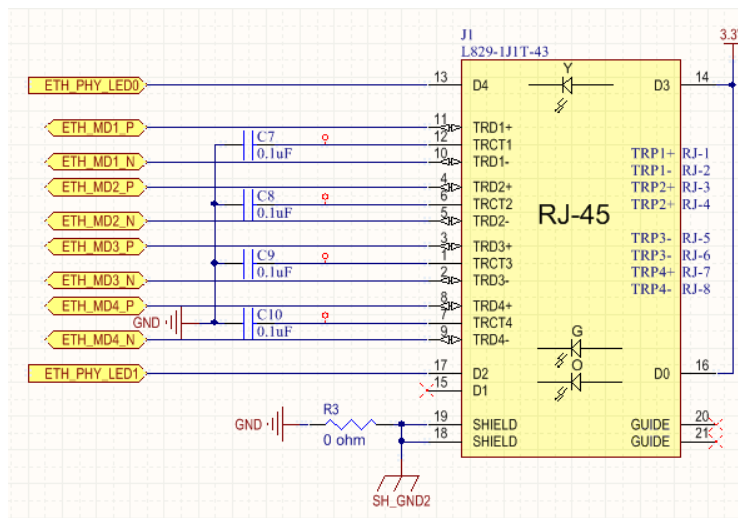 J1
L829-1J1T-43
3.3
ETH_PHY_LED0
13
D4
Y
D3
14
ETH_MD1_P
11
TRD1+
C7
12
TRCT1
0.1uF
ETH_MD1_N
10
TRD1-
TRP1+ RJ-1
TRP1- RJ-2
ETH_MD2_P
4
TRD2+
TRP2+ RJ-3
C8
6
TRCT2
TRP2+ RJ-4
0.1uF
ETH_MD2_N
5
TRD2-
RJ-45
ETH_MD3_P
3
TRD3+
TRP3- RJ-5
C9
1
TRCT3
TRP3- RJ-6
0.1uF
ETH_MD3_N
2
TRD3-
TRP4+ RJ-7
TRP4- RJ-8
ETH_MD4_P
8
TRD4+
GND
C10
7
TRCT4
0.1uF
ETH_MD4_N
9
TRD4-
G
ETH_PHY_LED1
17
D2
O
D0
16
15
D1
R3
GND
0 ohm
19
SHIELD
GUIDE
20
18
SHIELD
GUIDE
21
SH_GND2